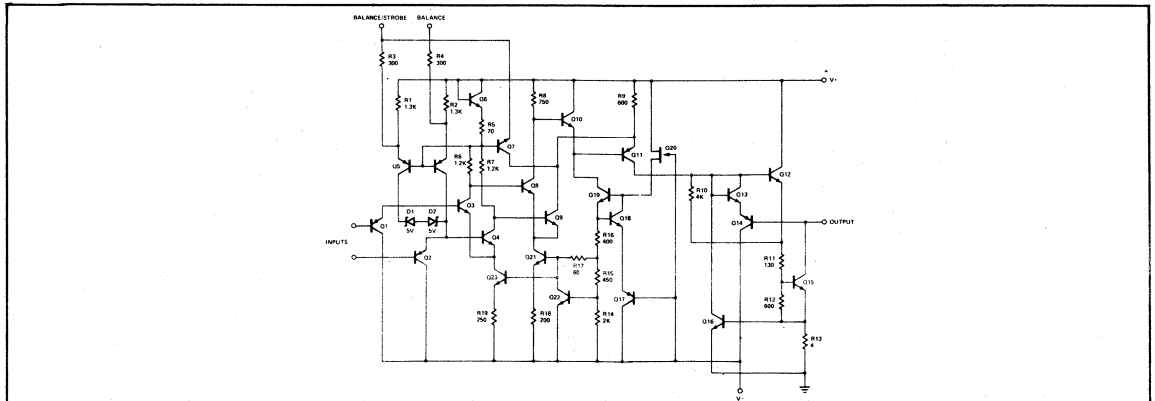 BALANCE/STROBE BALANCE
R3
300
R4
300
V+
R1
1.3K
R2
1.3K
Q6
R8
750
R9
600
Q10
R5
70
Q7
Q11
Q20
Q5
R6
1.2K
R7
1.2K
Q8
Q12
R10
4K
Q13
Q19
Q3
Q9
Q18
Q14
OUTPUT
D1
5V
D2
5V
Q1
Q4
R16
400
INPUTS
Q2
Q21
R17
60
R11
130
Q15
Q23
R15
450
Q22
Q17
R12
600
R19
250
R18
200
R14
2K
Q16
R13
4
V-